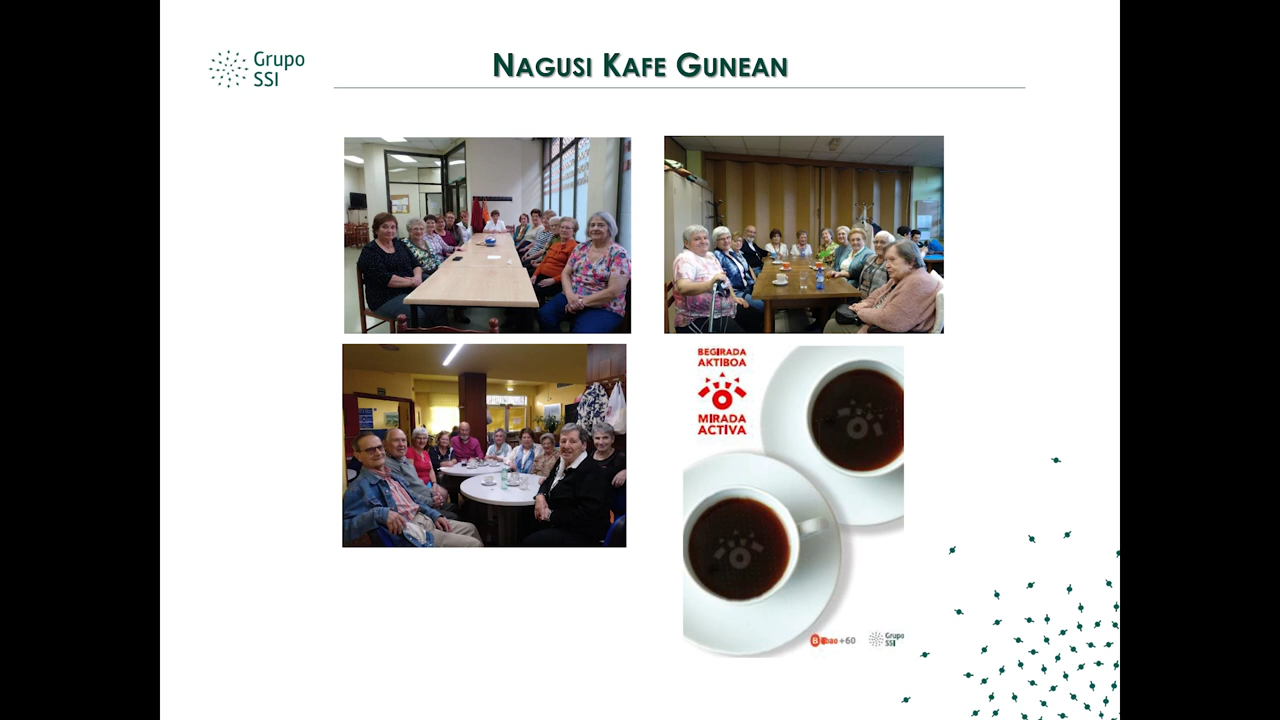 Grupo
SSI
NAGUSI KAFE GUNEAN
BEGIRADA
AKTIBOA
MIRADA
ACTIVA
Bilbao +60
Grupo
SSI